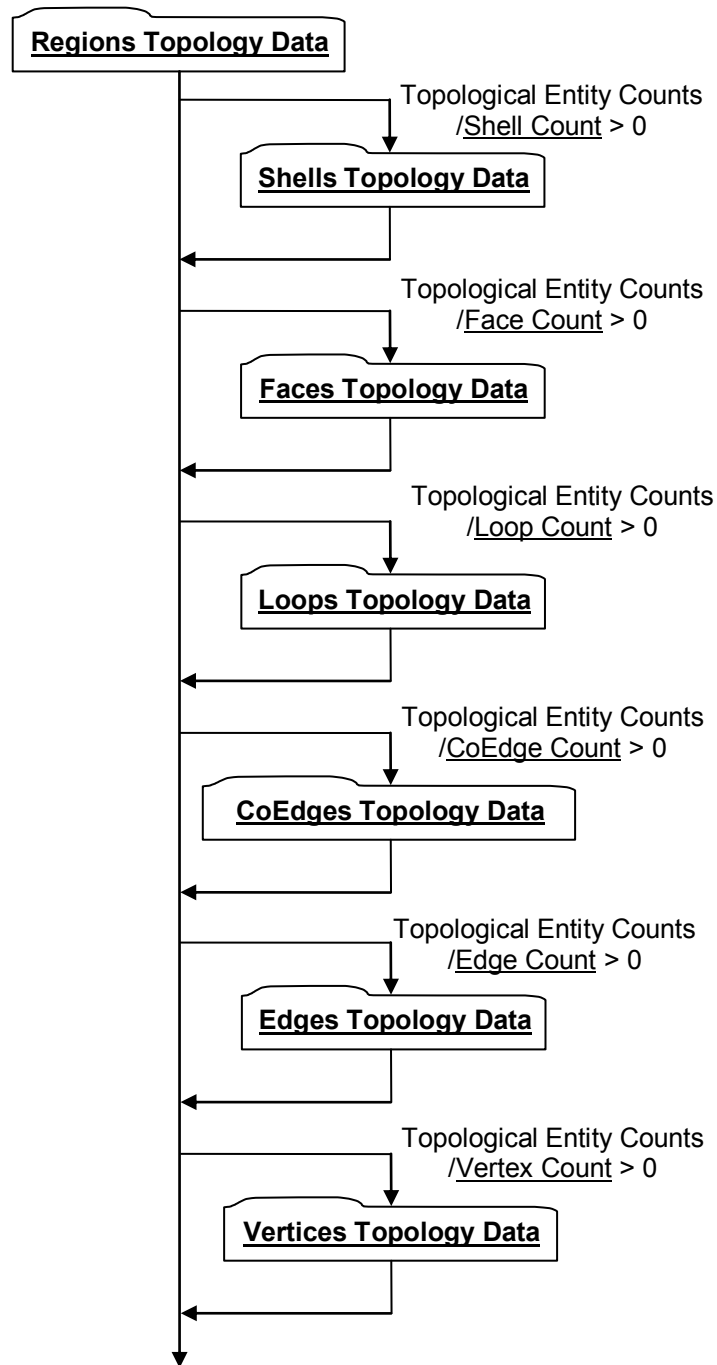 Regions Topology Data
Topological Entity Counts
/Shell Count > 0
Shells Topology Data
Topological Entity Counts
/Face Count > 0
Faces Topology Data
Topological Entity Counts
/Loop Count > 0
Loops Topology Data
Topological Entity Counts
/CoEdge Count > 0
CoEdges Topology Data
Topological Entity Counts
/Edge Count > 0
Edges Topology Data
Topological Entity Counts
/Vertex Count > 0
Vertices Topology Data